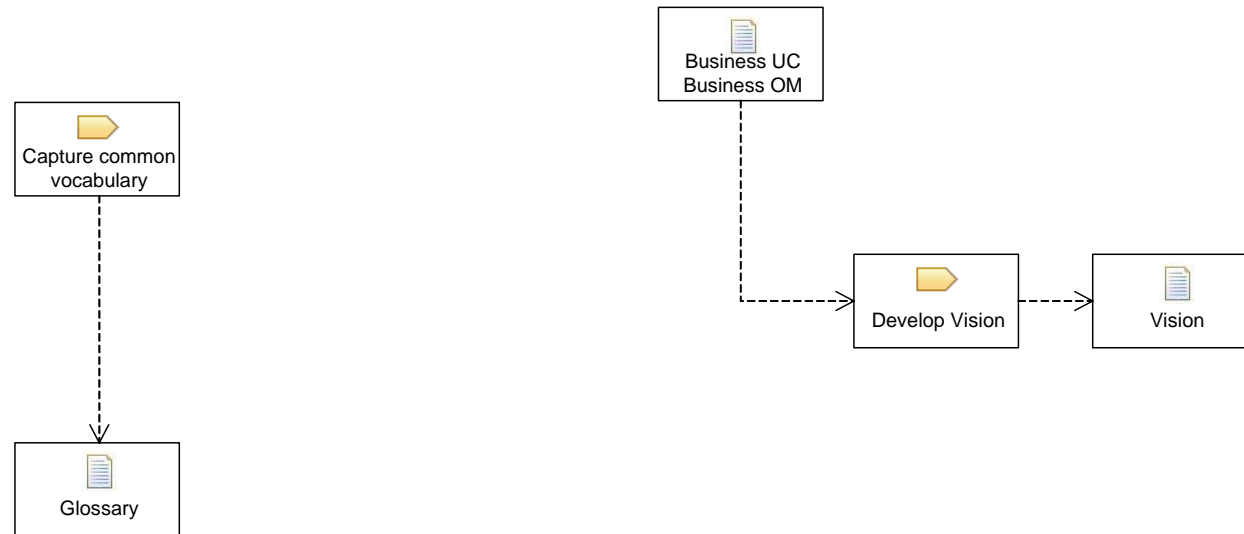 Business UC
Business OM
Capture common
vocabulary
Develop Vision
Vision
Glossary